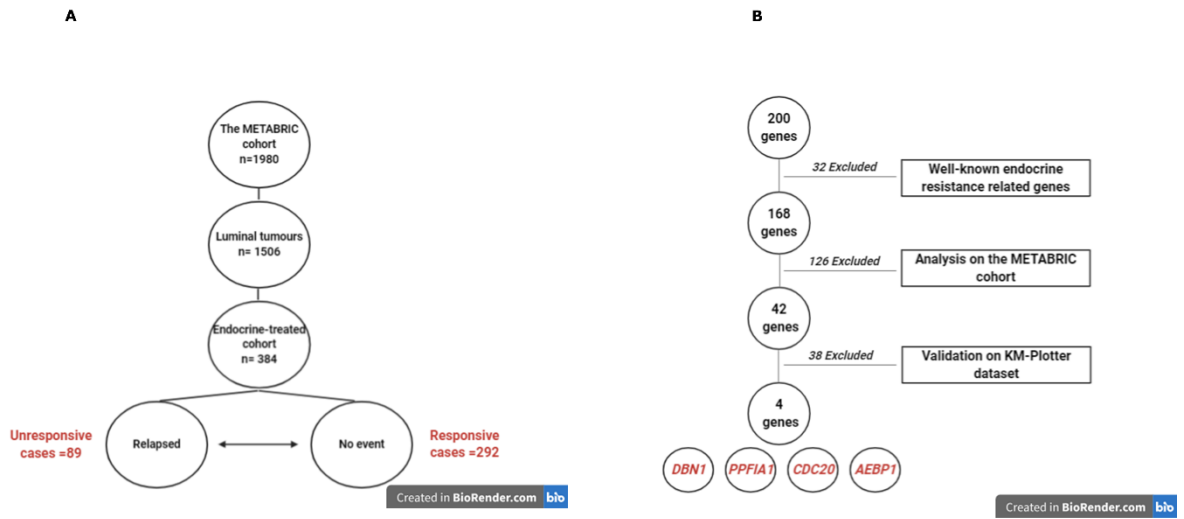 A
The METABRIC
cohort
n=1980
Luminal tumours
n= 1506
Endocrine-treated
cohort
n= 384
Unresponsive
cases =89
Relapsed
No event
Responsive
cases =292
Created in BioRender.com bio
B
200
genes
32 Excluded
Well-known endocrine
resistance related genes
168
genes
126 Excluded
Analysis on the METABRIC
cohort
42
genes
38 Excluded
Validation on KM-Plotter
dataset
4
genes
DBN1
PPFIA1
CDC20
AEBP1
Created in BioRender.com bio